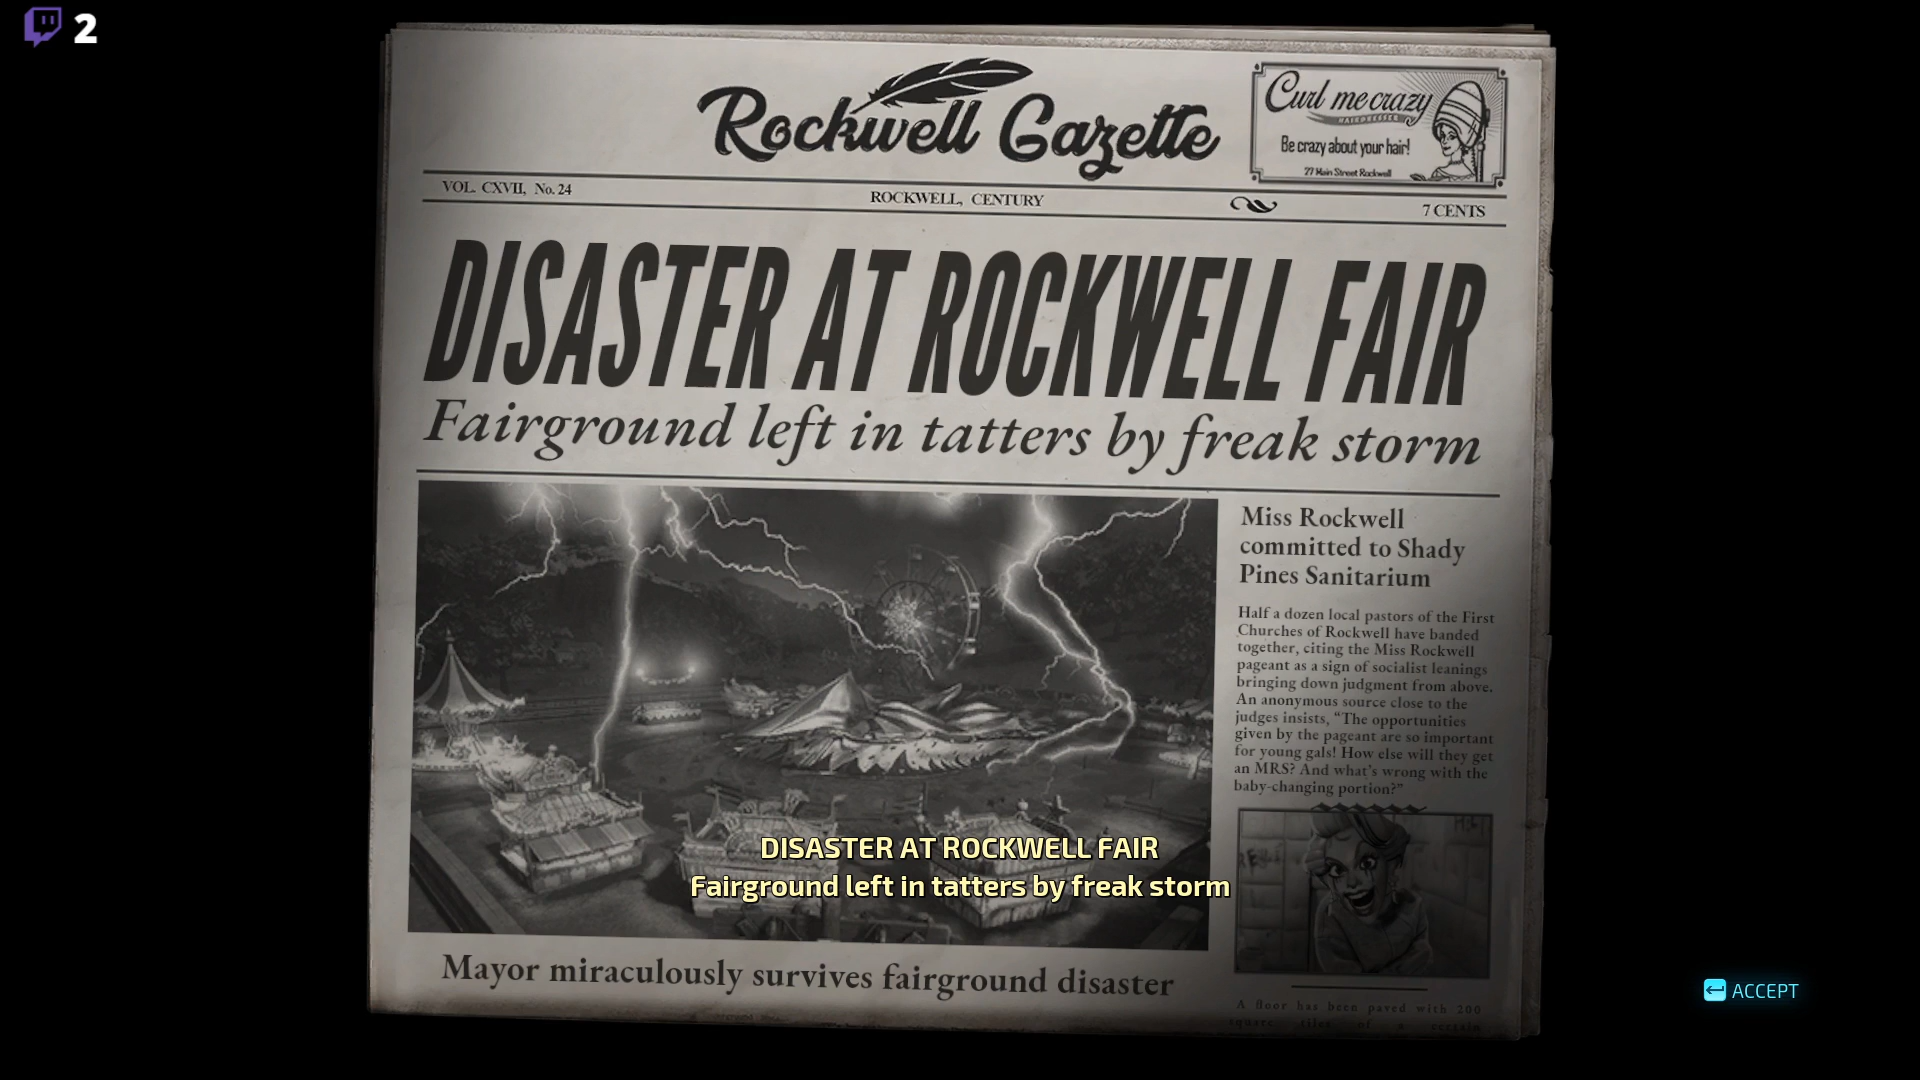 2
Rockwell Gazette
Curl me crazy
HAIRDRESSER
Be crazy about your hair!
77 Main Street Rockwell
VOL. CXVII, No. 24
ROCKWELL, CENTURY
7 CENTS
DISASTER AT ROCKWELL FAIR
Fairground left in tatters by freak storm
Miss Rockwell
committed to Shady
Pines Sanitarium
Half a dozen local pastors of the First
Churches of Rockwell have banded
together, citing the Miss Rockwell
pageant as a sign of socialist leanings
bringing down judgment from above.
An anonymous source close to the
judges insists, “The opportunities
given by the pageant are so important
for young gals! How else will they get
an MRS? And what’s wrong with the
baby-changing portion?”
DISASTER AT ROCKWELL FAIR
Fairground left in tatters by freak storm
Mayor miraculously survives fairground disaster
A floor has been paved with 200
square tiles of a certain
ACCEPT